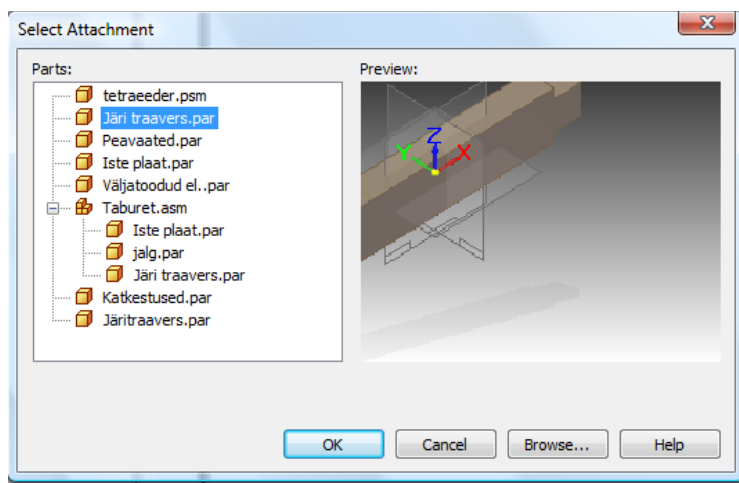 Select Attachment
Parts:
Preview:
tetraeeder.psm
Järi traavers.par
Peavaated.par
Iste plaat.par
Väljatoodud el..par
Taburet.asm
Iste plaat.par
jalg.par
Järi traavers.par
Katkestused.par
Järitraavers.par
Z
Y
X
OK
Cancel
Browse...
Help